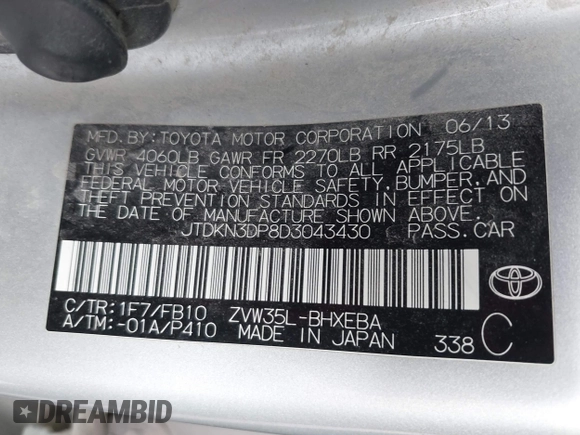 MFD. BY: TOYOTA MOTOR CORPORATION 06/13
GVWR 4060LB GAWR FR 2270LB RR 2175LB
THIS VEHICLE CONFORMS TO ALL APPLICABLE
FEDERAL MOTOR VEHICLE SAFETY, BUMPER, AND
THEFT PREVENTION STANDARDS IN EFFECT ON
THE DATE OF MANUFACTURE SHOWN ABOVE.
JTDKN3DP8D3043430 PASS. CAR
C/TR: 1F7/FB10 ZVW35L-BHXEBA
A/TM: -01A/P410 MADE IN JAPAN 338 C
DREAMBID